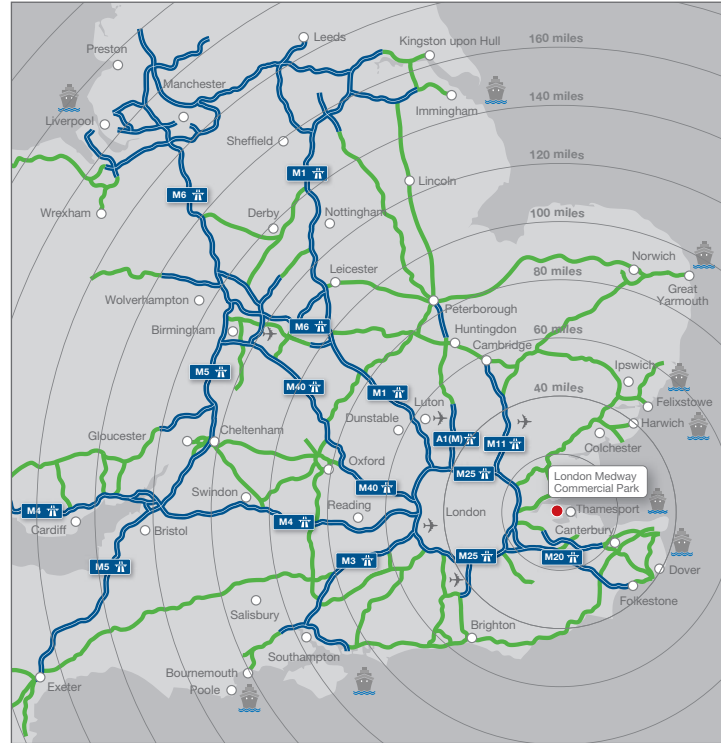 Leeds
160 miles
Kingston upon Hull
Preston
Manchester
140 miles
Immingham
Liverpool
Sheffield
120 miles
M1
Lincoln
M6
Wrexham
Derby
Nottingham
100 miles
Norwich
Leicester
80 miles
Great
Yarmouth
Wolverhampton
Peterborough
Birmingham
M6
Huntingdon
60 miles
Cambridge
M5
Ipswich
M40
M1
40 miles
Felixstowe
Luton
Dunstable
Harwich
Gloucester
Cheltenham
A1(M)
M11
Colchester
Oxford
M25
London Medway
Commercial Park
Swindon
M40
M4
Reading
London
Thamesport
M4
Cardiff
Bristol
Canterbury
M3
M25
M20
M5
Dover
Folkestone
Salisbury
Brighton
Southampton
Bournemouth
Exeter
Poole